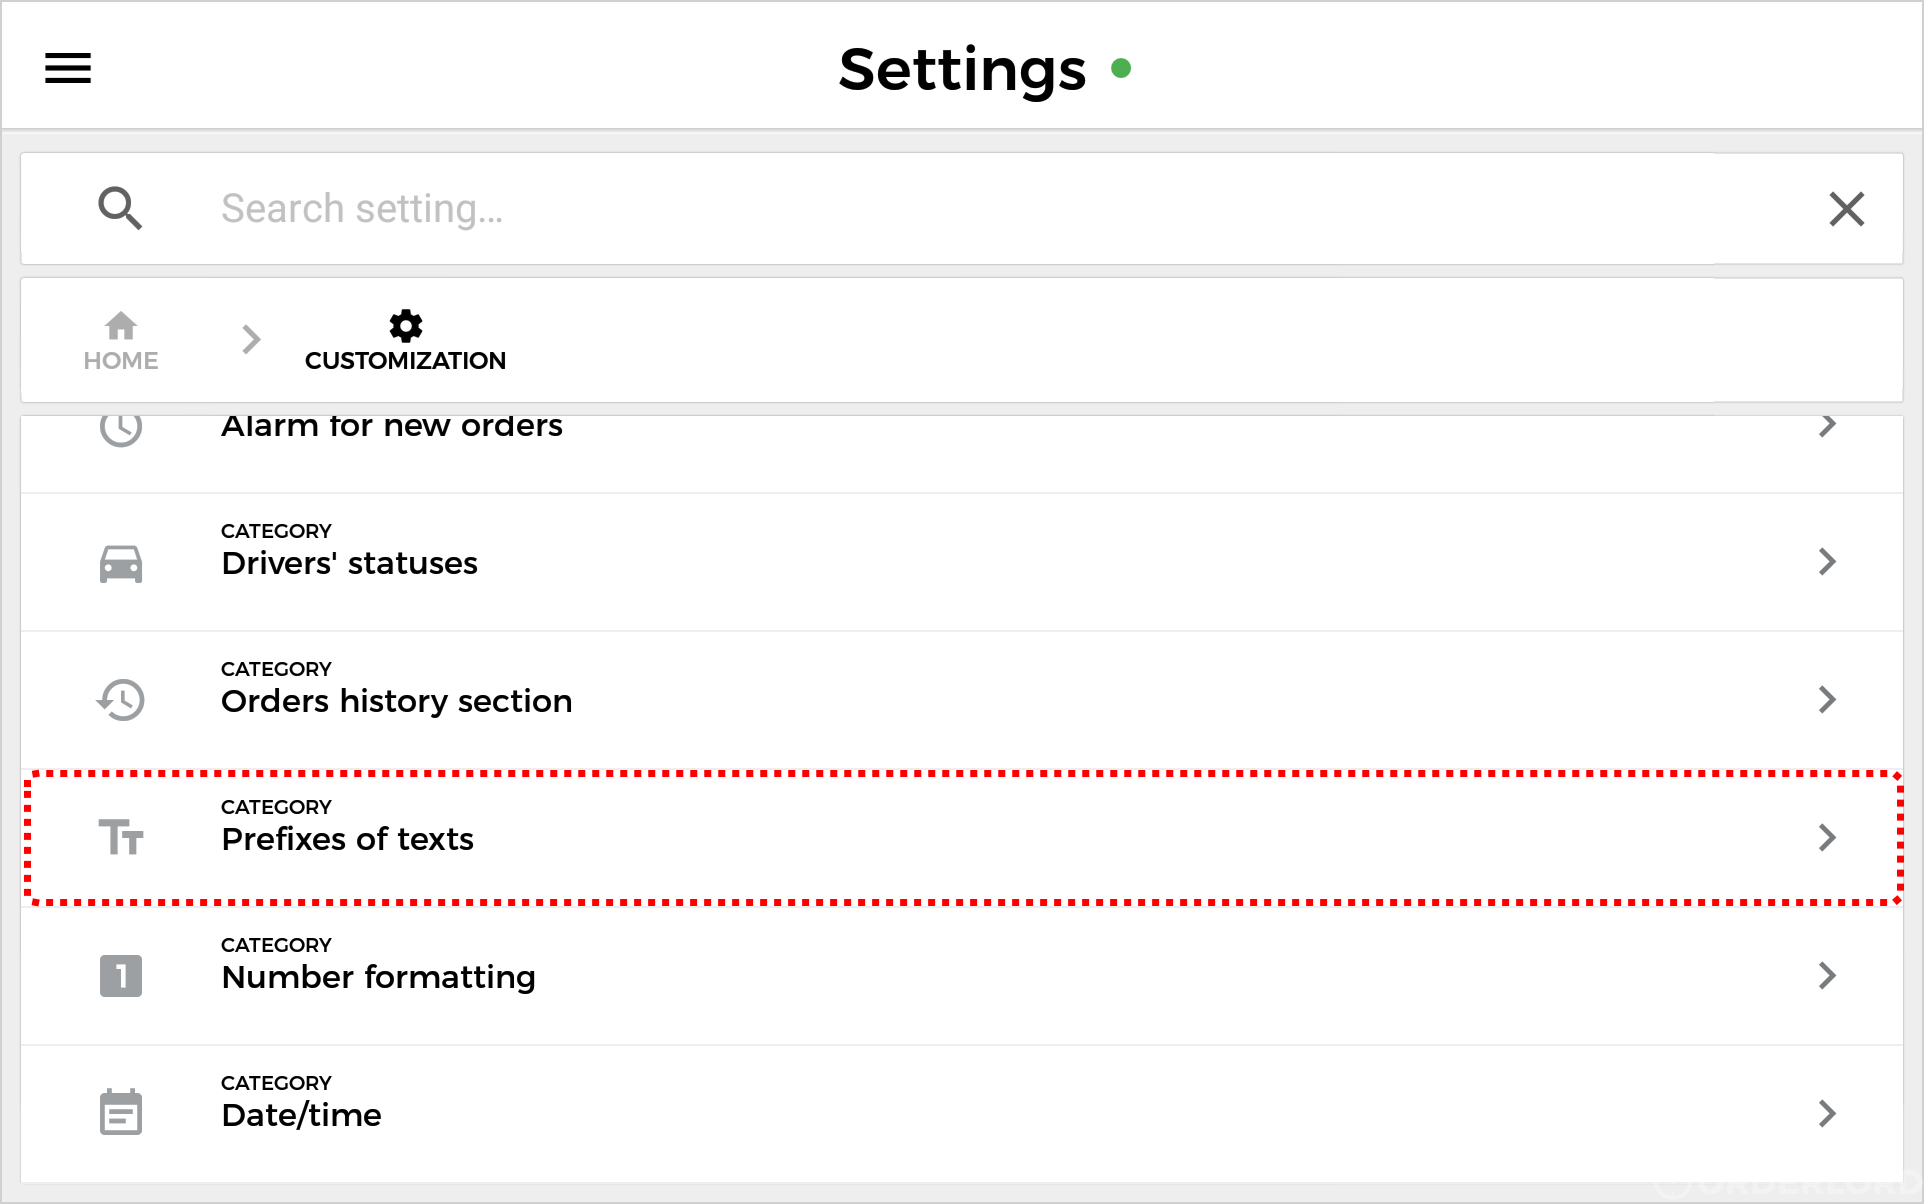 Settings
Search setting...
HOME
CUSTOMIZATION
Alarm for new orders
CATEGORY
Drivers' statuses
CATEGORY
Orders history section
CATEGORY
Prefixes of texts
CATEGORY
Number formatting
CATEGORY
Date/time
ORDERLORD